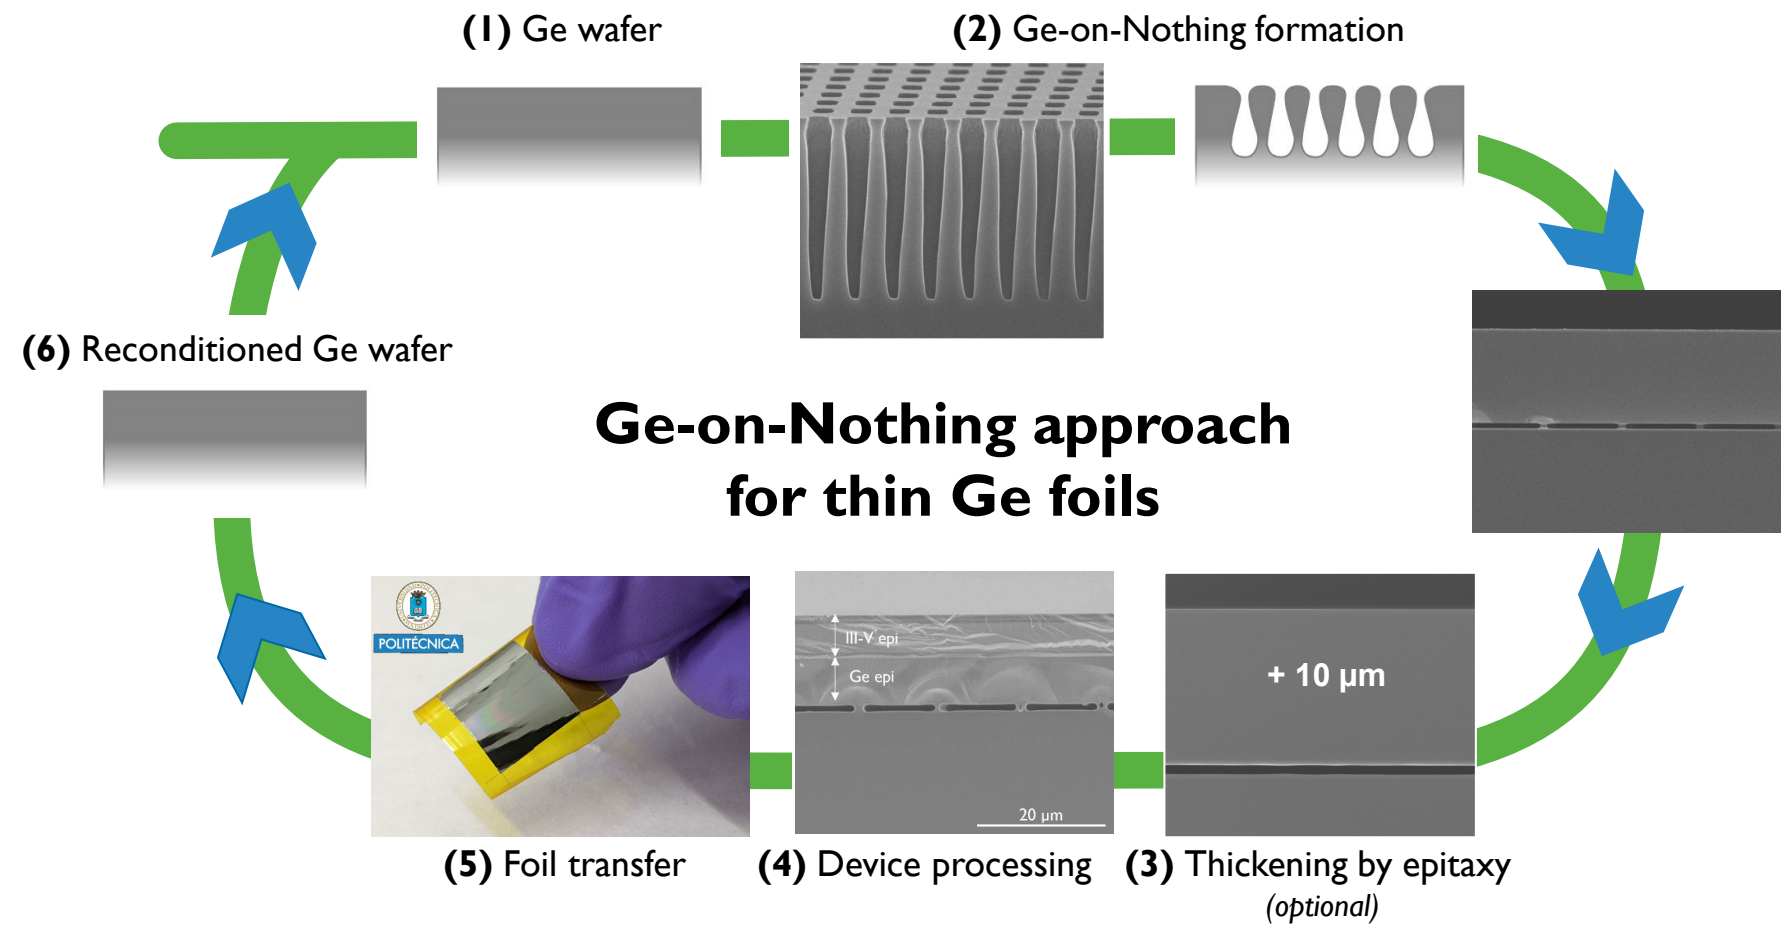 (1) Ge wafer
(2) Ge-on-Nothing formation
(6) Reconditioned Ge wafer
Ge-on-Nothing approach
for thin Ge foils
POLITÉCNICA
III-V epi
Ge epi
20 µm
+ 10 µm
(5) Foil transfer
(4) Device processing
(3) Thickening by epitaxy
(optional)